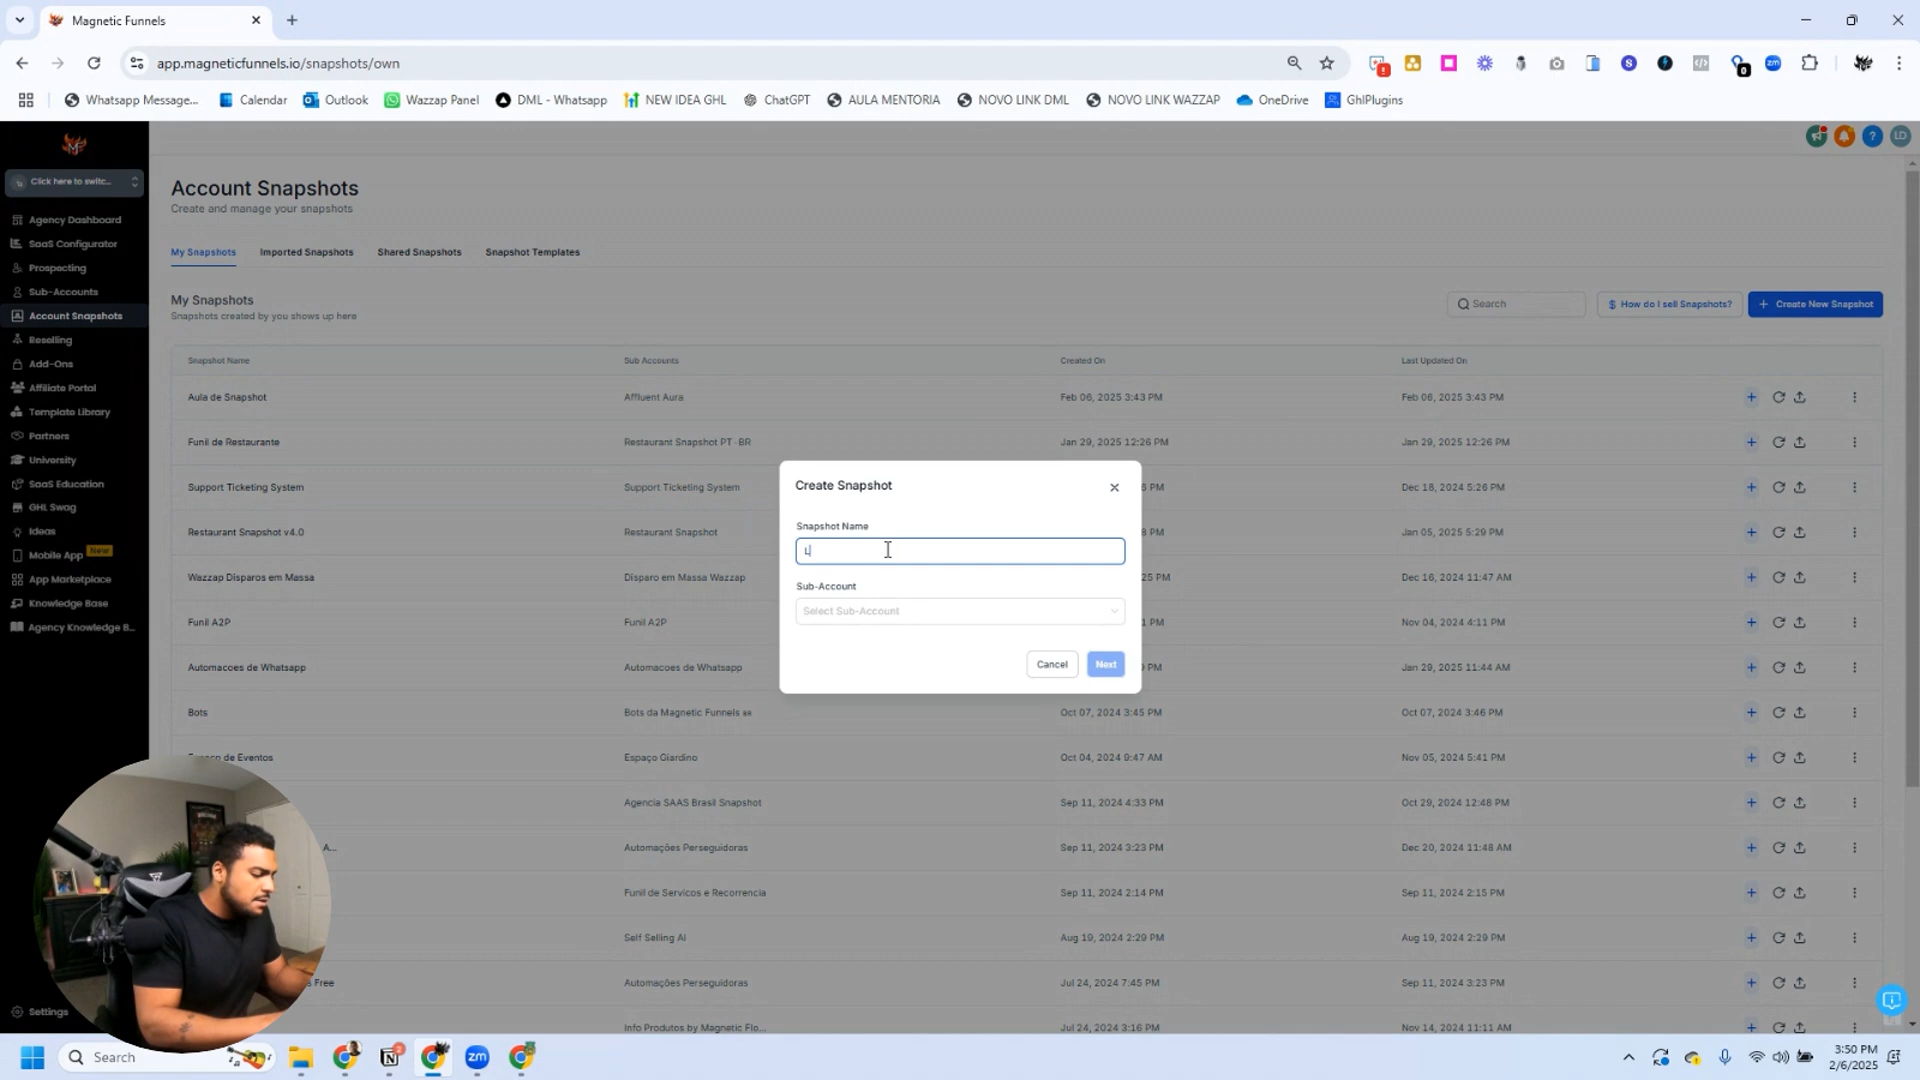 Magnetic Funnels
app.magneticfunnels.io/snapshots/own
Whatsapp Message...
Calendar
Outlook
Wazzap Panel
DML - Whatsapp
NEW IDEA GHL
ChatGPT
AULA MENTORIA
NOVO LINK DML
NOVO LINK WAZZAP
OneDrive
GhlPlugins
Click here to switc...
Agency Dashboard
SaaS Configurator
Prospecting
Sub-Accounts
Account Snapshots
Reselling
Add-Ons
Affiliate Portal
Template Library
Partners
University
SaaS Education
GHL Swag
Ideas
Mobile App New
App Marketplace
Knowledge Base
Agency Knowledge B...
Settings
LD
Account Snapshots
Create and manage your snapshots
My Snapshots Imported Snapshots Shared Snapshots Snapshot Templates
My Snapshots
Snapshots created by you shows up here
Search
$ How do I sell Snapshots?
+ Create New Snapshot
Snapshot Name Sub Accounts Created On Last Updated On
Aula de Snapshot Affluent Aura Feb 06, 2025 3:43 PM Feb 06, 2025 3:43 PM
Funil de Restaurante Restaurant Snapshot PT-BR Jan 29, 2025 12:26 PM Jan 29, 2025 12:26 PM
Support Ticketing System Support Ticketing System PM Dec 18, 2024 5:26 PM
Restaurant Snapshot v4.0 Restaurant Snapshot PM Jan 05, 2025 5:29 PM
Wazzap Disparos em Massa Disparo em Massa Wazzap 25 PM Dec 16, 2024 11:47 AM
Funil A2P Funil A2P PM Nov 04, 2024 4:11 PM
Automacoes de Whatsapp Automacoes de Whatsapp PM Jan 29, 2025 11:44 AM
Bots Bots da Magnetic Funnels BR Oct 07, 2024 3:45 PM Oct 07, 2024 3:46 PM
de Eventos Espaço Giardino Oct 04, 2024 9:47 AM Nov 05, 2024 5:41 PM
Agencia SAAS Brasil Snapshot Sep 11, 2024 4:33 PM Oct 29, 2024 12:48 PM
A... Automações Perseguidoras Sep 11, 2024 3:23 PM Dec 20, 2024 11:48 AM
Funil de Servicos e Recorrencia Sep 11, 2024 2:14 PM Sep 11, 2024 2:15 PM
Self Selling AI Aug 19, 2024 2:29 PM Aug 19, 2024 2:29 PM
Free Automações Perseguidoras Jul 24, 2024 7:45 PM Sep 11, 2024 3:23 PM
Info Produtos by Magnetic Flo... Jul 24, 2024 3:16 PM Nov 14, 2024 11:11 AM
Create Snapshot
Snapshot Name
L
Sub-Account
Select Sub-Account
Cancel
Next
Search
3:50 PM
2/6/2025